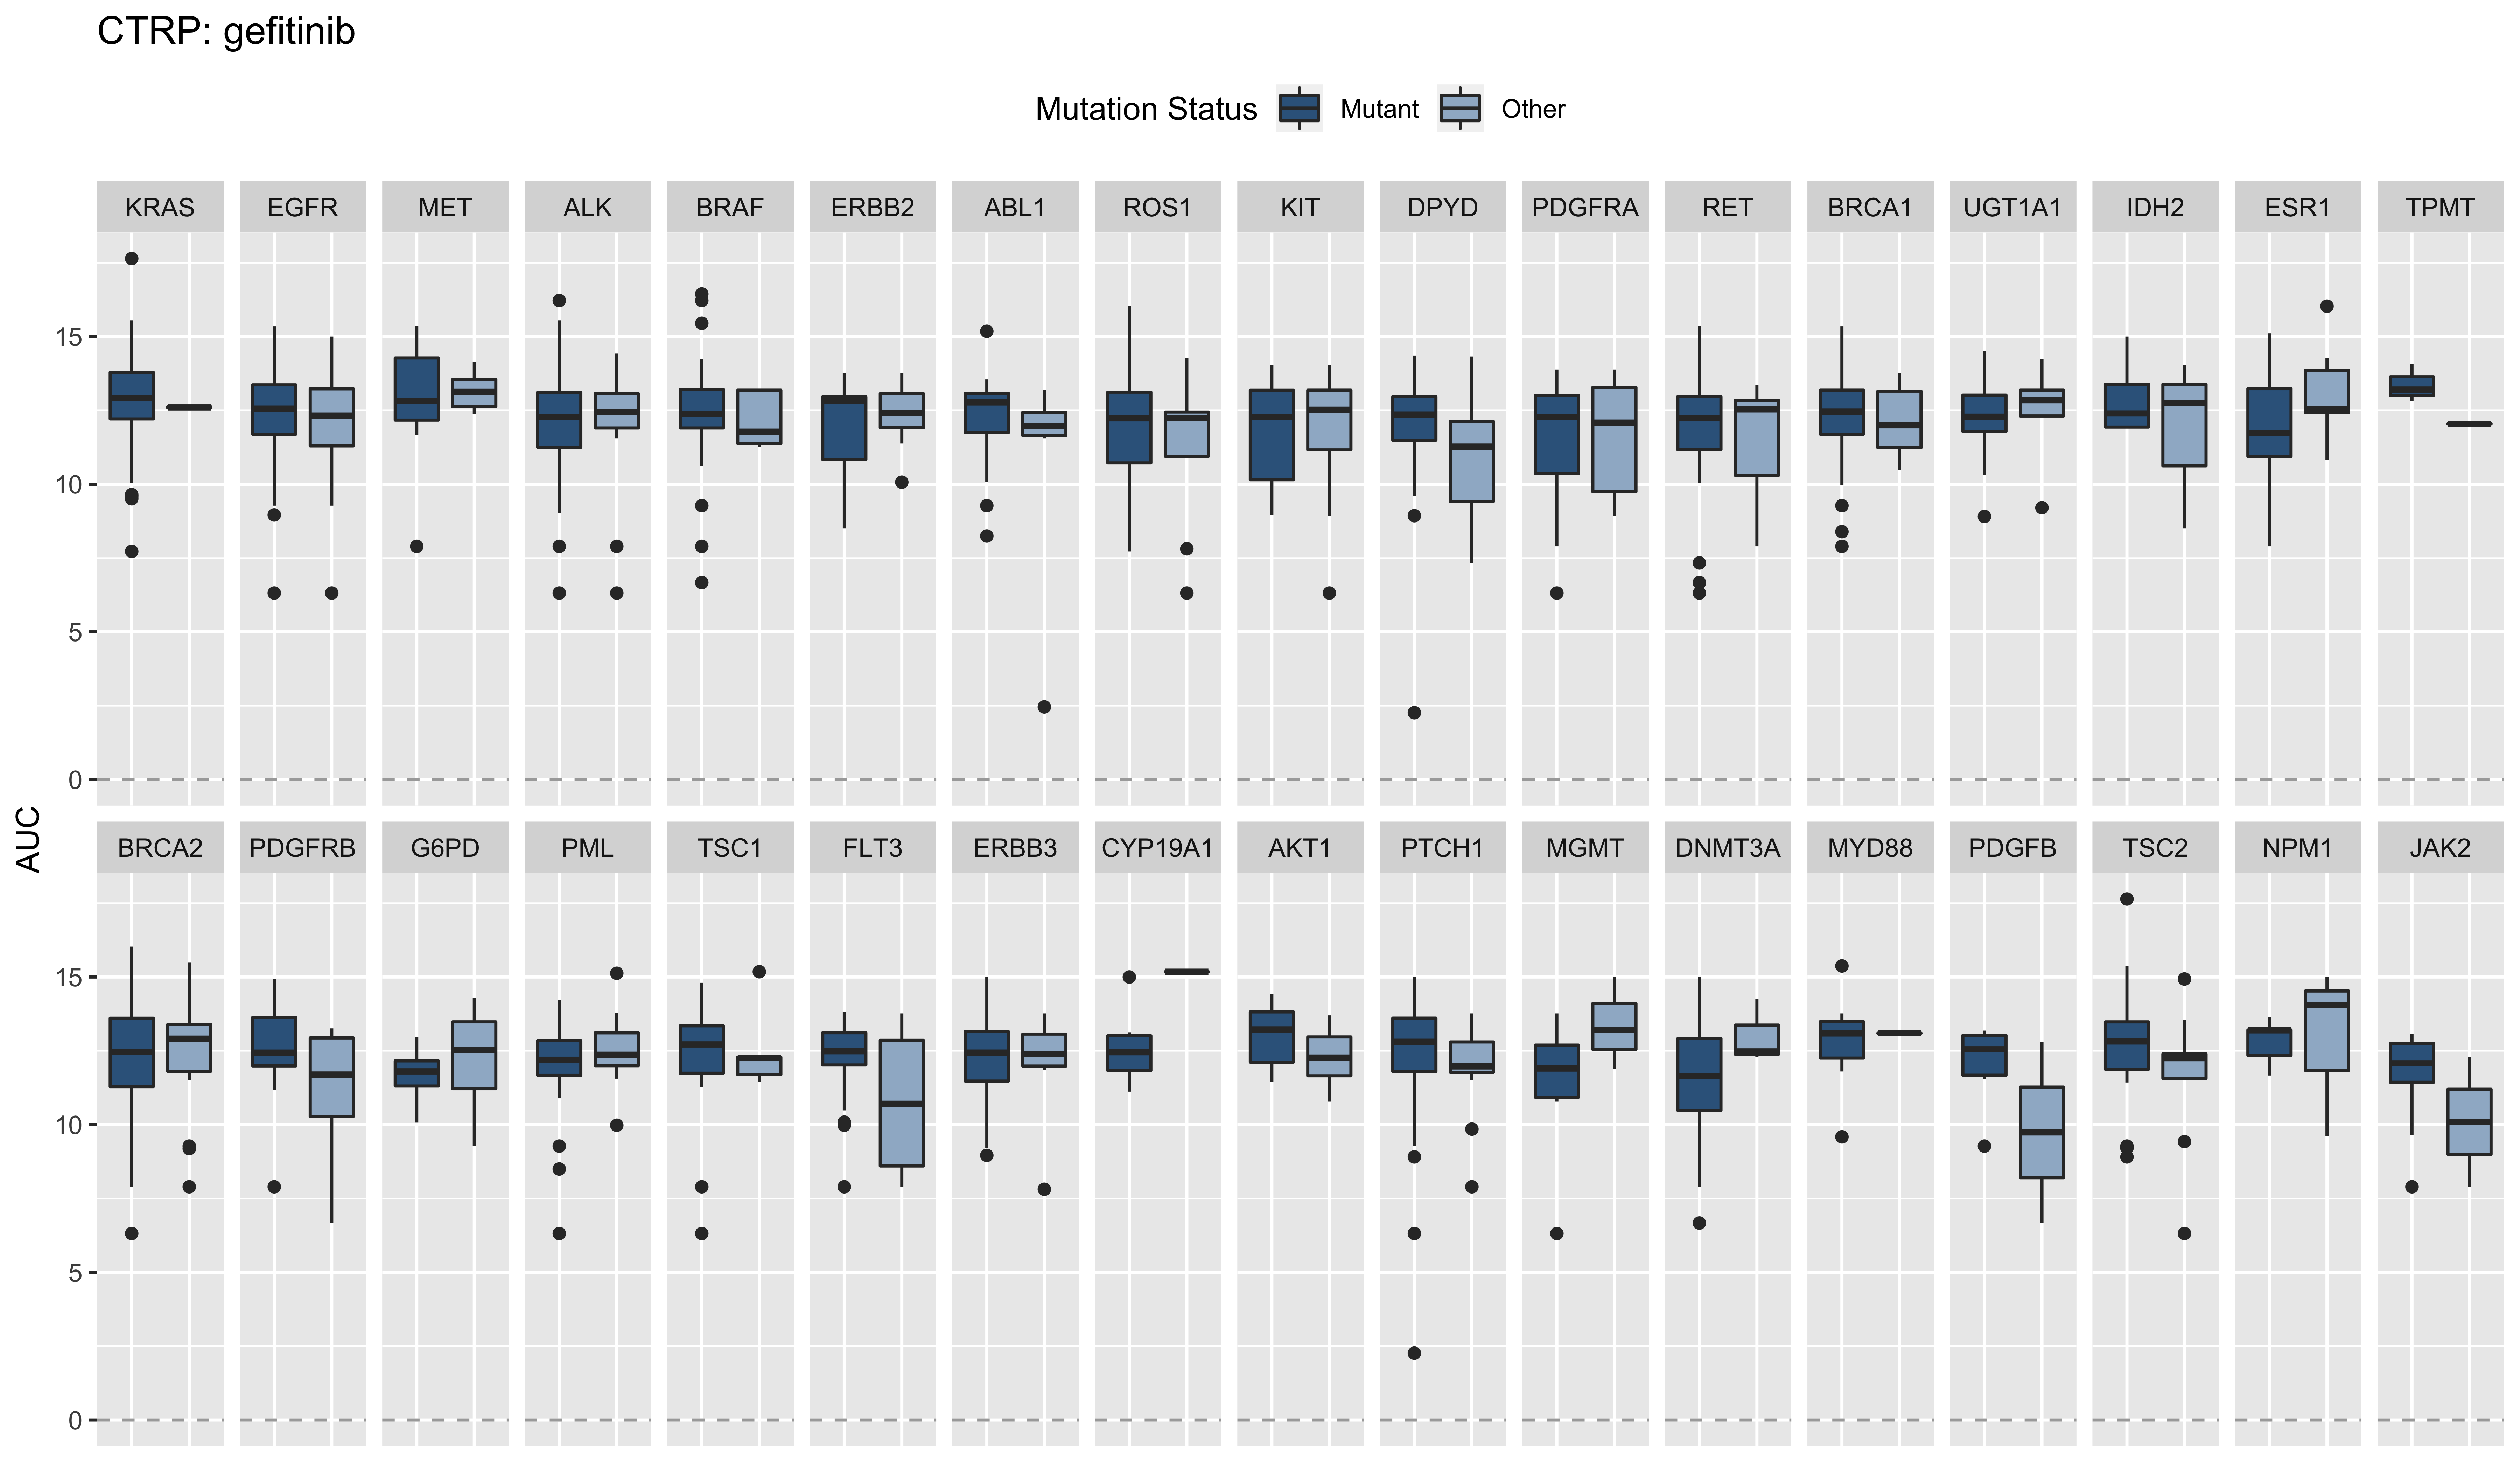 CTRP: gefitinib
Mutation Status Mutant Other
KRAS EGFR MET ALK BRAF ERBB2 ABL1 ROS1 KIT DPYD PDGFRA RET BRCA1 UGT1A1 IDH2 ESR1 TPMT
15
10
5
0
AUC
BRCA2 PDGFRB G6PD PML TSC1 FLT3 ERBB3 CYP19A1 AKT1 PTCH1 MGMT DNMT3A MYD88 PDGFB TSC2 NPM1 JAK2
15
10
5
0